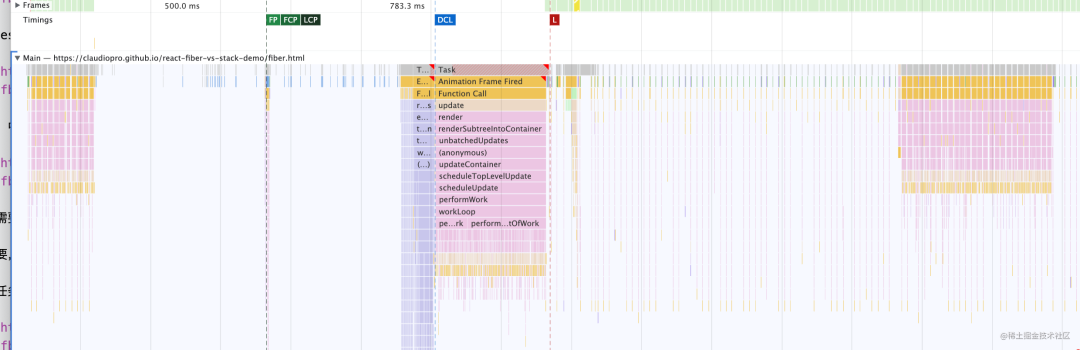 Frames
500.0 ms
783.3 ms
Timings
FP
FCP
LCP
DCL
L
Main — https://claudiopro.github.io/react-fiber-vs-stack-demo/fiber.html
T… Task
E… Animation Frame Fired
F…l Function Call
r…s update
e… render
t…n renderSubtreeIntoContainer
t… unbatchedUpdates
w… (anonymous)
(…) updateContainer
scheduleTopLevelUpdate
scheduleUpdate
performWork
workLoop
pe…rk perform…tOfWork
@稀土掘金技术社区